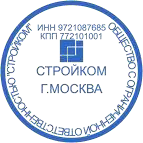 ОБЩЕСТВО С ОГРАНИЧЕННОЙ ОТВЕТСТВЕННОСТЬЮ "СТРОЙКОМ"
ИНН 9721087685
КПП 772101001
СТРОЙКОМ
Г.МОСКВА